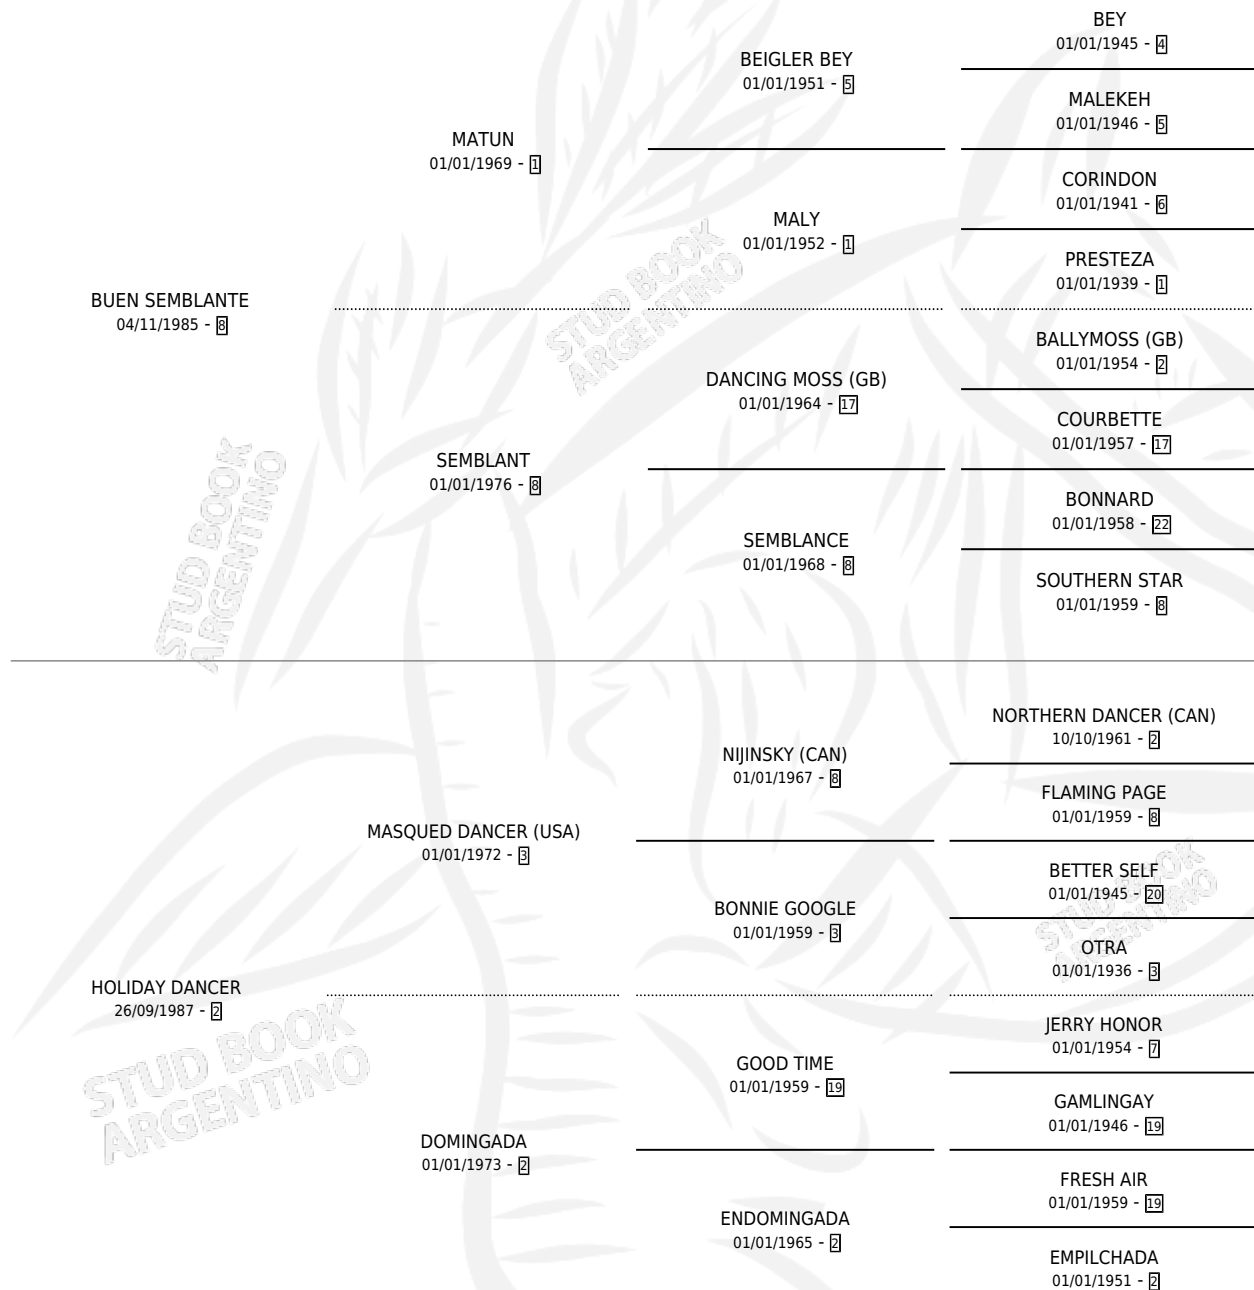 BEY
01/01/1945 - 4
BEIGLER BEY
01/01/1951 - 5
MALEKEH
01/01/1946 - 5
MATUN
01/01/1969 - 1
CORINDON
01/01/1941 - 6
MALY
01/01/1952 - 1
PRESTEZA
01/01/1939 - 1
BUEN SEMBLANTE
04/11/1985 - 8
STUD BOOK
ARGENTINO
BALLYMOSS (GB)
01/01/1954 - 2
DANCING MOSS (GB)
01/01/1964 - 17
COURBETTE
01/01/1957 - 17
SEMBLANT
01/01/1976 - 8
BONNARD
01/01/1958 - 22
SEMBLANCE
01/01/1968 - 8
SOUTHERN STAR
01/01/1959 - 8
STUD BOOK
ARGENTINO
NORTHERN DANCER (CAN)
10/10/1961 - 2
NIJINSKY (CAN)
01/01/1967 - 8
FLAMING PAGE
01/01/1959 - 8
MASQUED DANCER (USA)
01/01/1972 - 3
BETTER SELF
01/01/1945 - 20
BONNIE GOOGLE
01/01/1959 - 3
STUD BOOK
ARGENTINO
OTRA
01/01/1936 - 3
HOLIDAY DANCER
26/09/1987 - 2
STUD BOOK
ARGENTINO
JERRY HONOR
01/01/1954 - 7
GOOD TIME
01/01/1959 - 19
GAMLINGAY
01/01/1946 - 19
DOMINGADA
01/01/1973 - 2
FRESH AIR
01/01/1959 - 19
ENDOMINGADA
01/01/1965 - 2
EMPILCHADA
01/01/1951 - 2